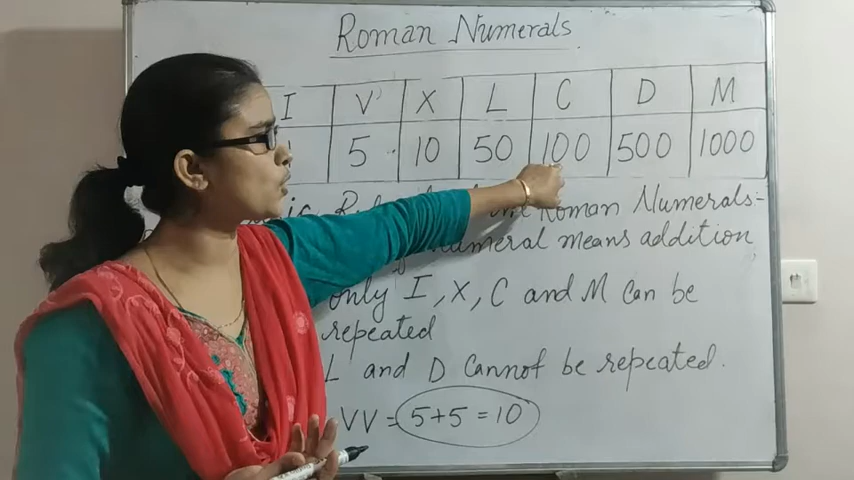 Roman Numerals
I V X L C D M
5 10 50 100 500 1000
Roman Numerals:-
numeral means addition
only I, X, C and M can be
repeated
L and D Cannot be repeated.
VV = 5+5 = 10